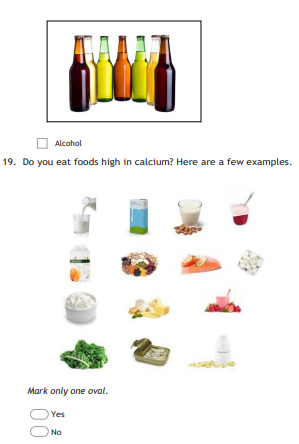 Alcohol
19. Do you eat foods high in calcium? Here are a few examples.
Mark only one oval.
Yes
No